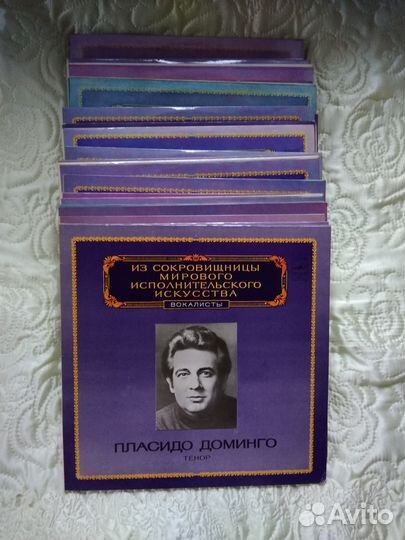 ИЗ СОКРОВИЩНИЦЫ
МИРОВОГО
ИСПОЛНИТЕЛЬСКОГО
ИСКУССТВА
ВОКАЛИСТЫ
ПЛАСИДО ДОМИНГО
ТЕНОР
Avito